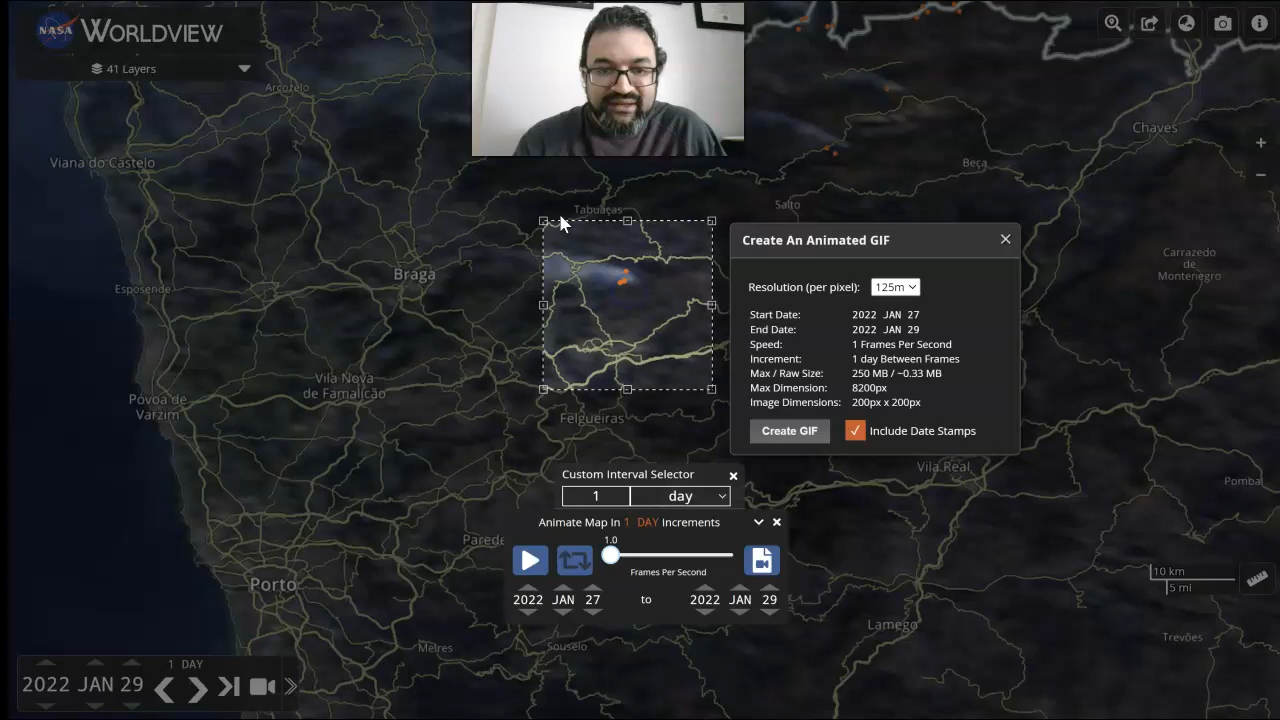 NASA WORLDVIEW
41 Layers
Arcozelo
Viana do Castelo
Chaves
Beça
Tabuaças
Salto
Braga
Esposende
Carrazedo
de
Montenegro
Create An Animated GIF
Resolution (per pixel): 125m
Start Date: 2022 JAN 27
End Date: 2022 JAN 29
Speed: 1 Frames Per Second
Increment: 1 day Between Frames
Max / Raw Size: 250 MB / ~0.33 MB
Max Dimension: 8200px
Image Dimensions: 200px x 200px
Create GIF
Include Date Stamps
Vila Nova
de Famalicão
Póvoa de
Varzim
Felgueiras
Vila Real
Pombal
Custom Interval Selector
1 day
Animate Map In 1 DAY Increments
Parede
1.0
Frames Per Second
2022 JAN 27 to 2022 JAN 29
Porto
10 km
5 mi
Lamego
Trevões
Melres
Souselo
1 DAY
2022 JAN 29